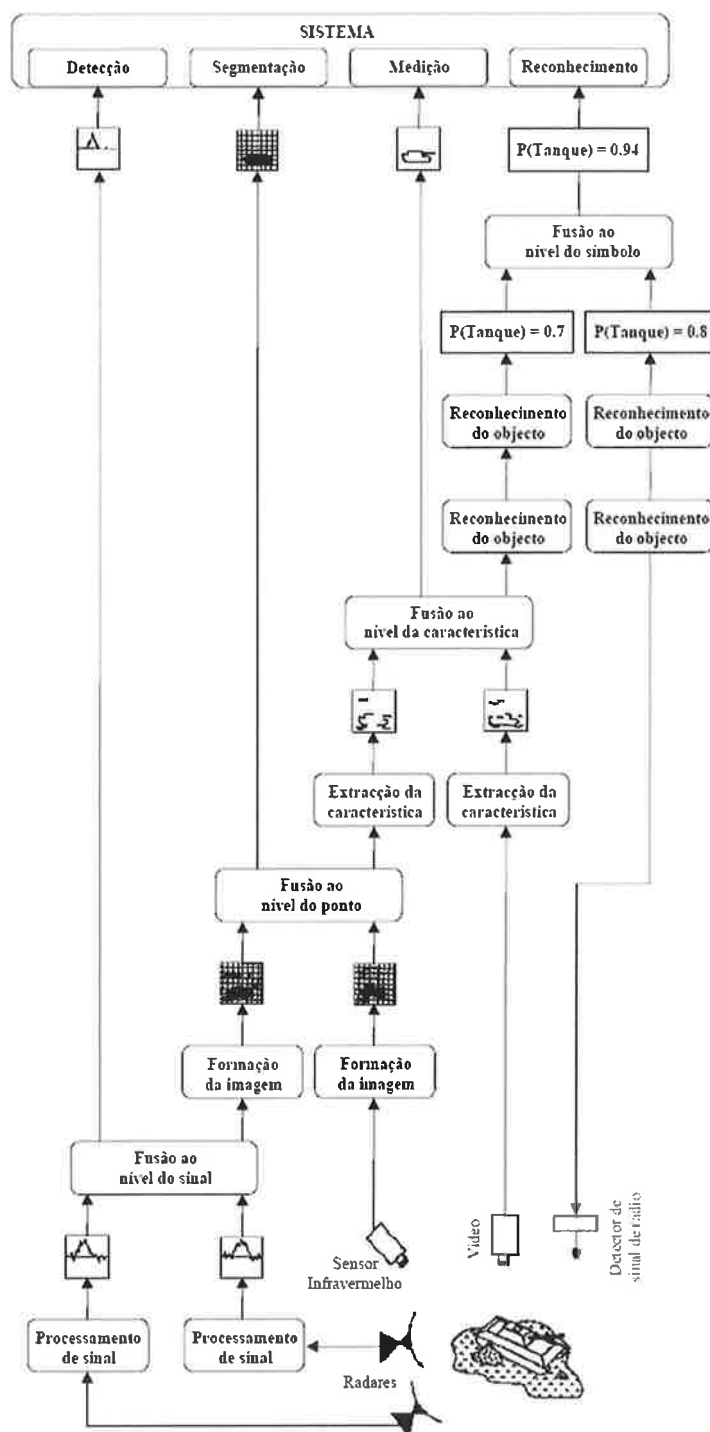 SISTEMA
Detecção
Segmentação
Medição
Reconhecimento
P(Tanque) = 0.94
Fusão ao
nível do símbolo
P(Tanque) = 0.7
P(Tanque) = 0.8
Reconhecimento
do objecto
Reconhecimento
do objecto
Reconhecimento
do objecto
Reconhecimento
do objecto
Fusão ao
nível da característica
Extracção da
característica
Extracção da
característica
Fusão ao
nível do ponto
Formação
da imagem
Formação
da imagem
Fusão ao
nível do sinal
Sensor
Infravermelho
Vídeo
Detector de
sinal de rádio
Processamento
de sinal
Processamento
de sinal
Radares